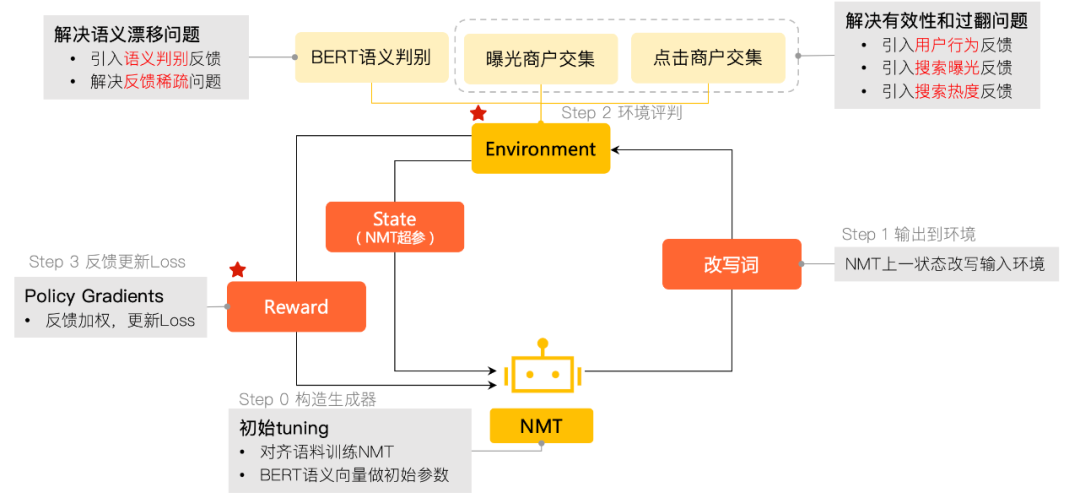 解决语义漂移问题
• 引入语义判别反馈
• 解决反馈稀疏问题
BERT语义判别
曝光商户交集
点击商户交集
解决有效性和过翻问题
• 引入用户行为反馈
• 引入搜索曝光反馈
• 引入搜索热度反馈
Step 2 环境评判
Environment
State
（NMT超参）
改写词
Step 1 输出到环境
NMT上一状态改写输入环境
Step 3 反馈更新Loss
Policy Gradients
• 反馈加权，更新Loss
Reward
Step 0 构造生成器
初始tuning
• 对齐语料训练NMT
• BERT语义向量做初始参数
NMT